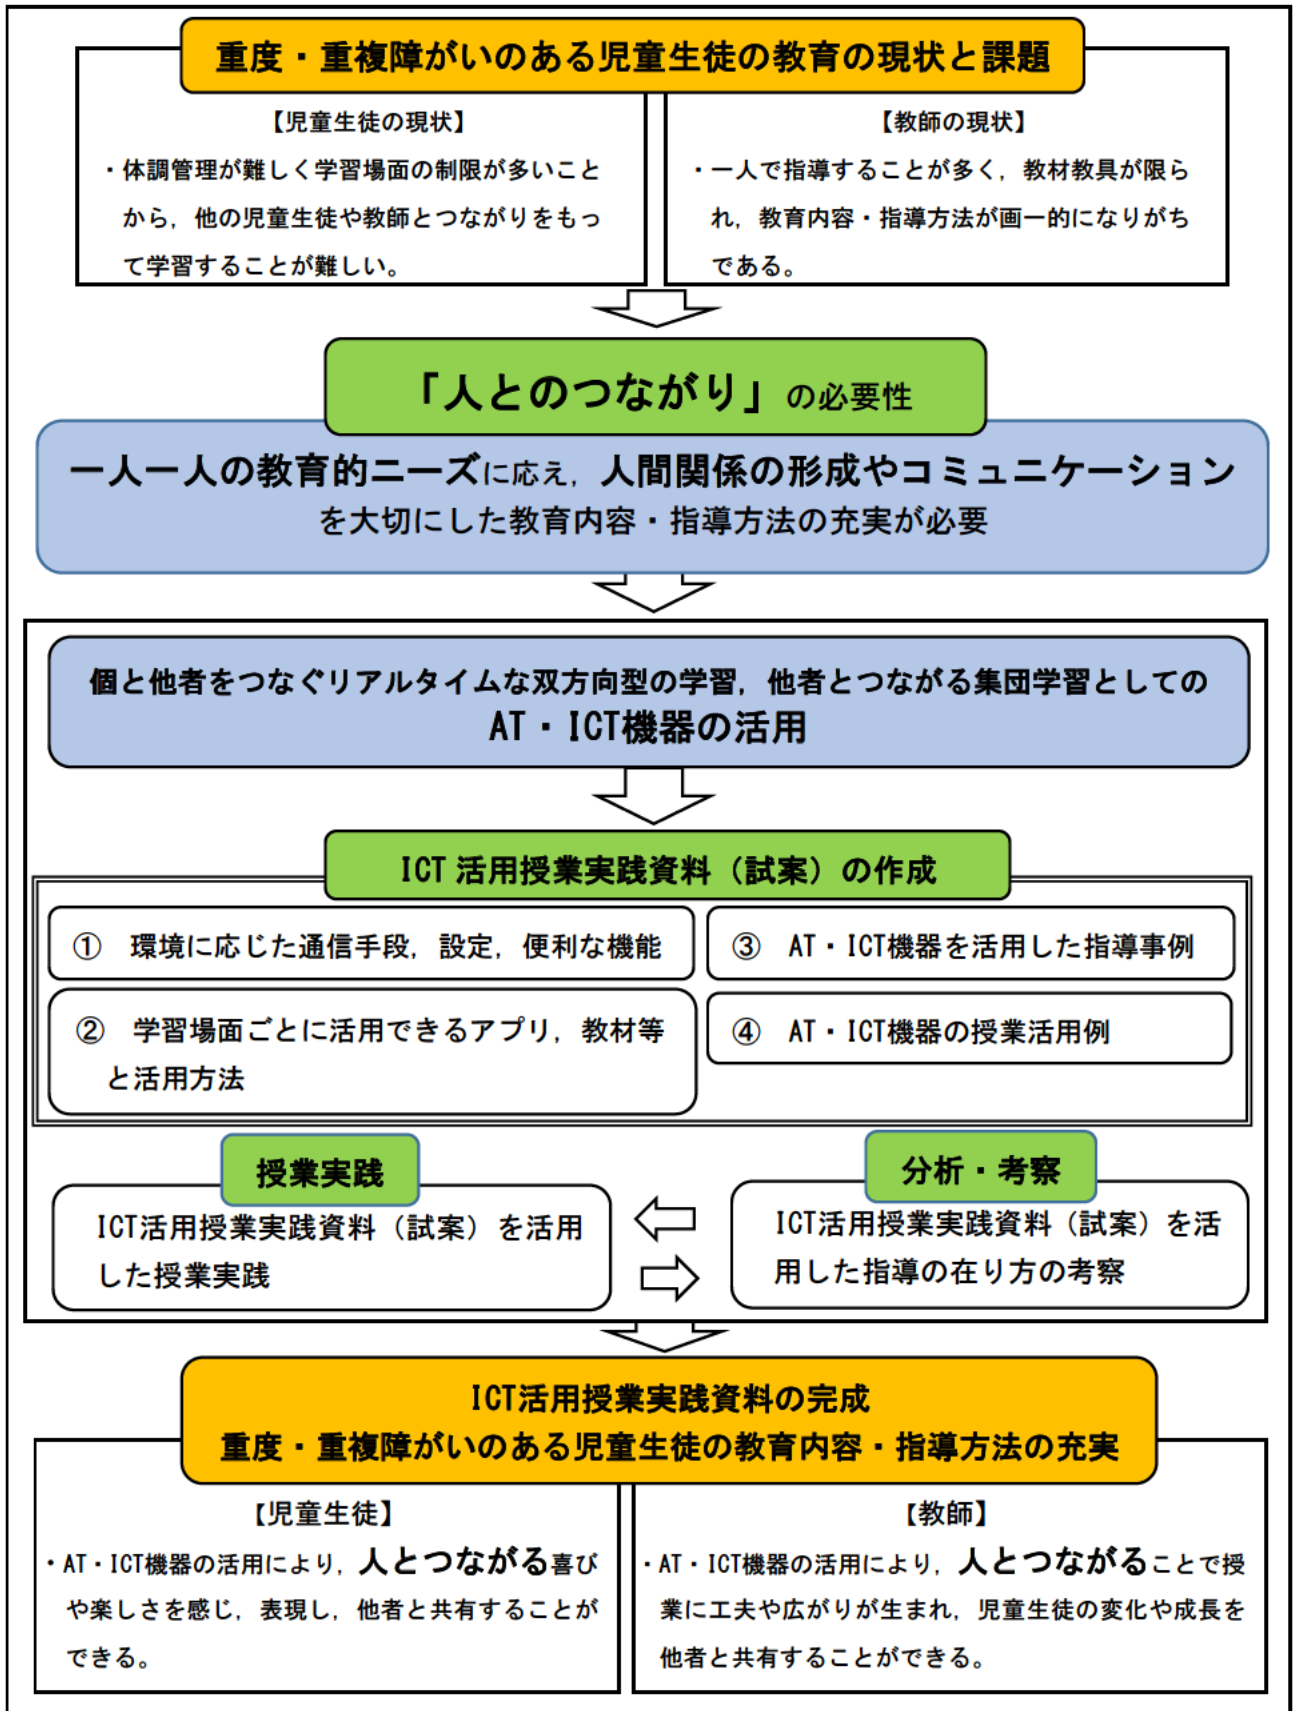 重度・重複障がいのある児童生徒の教育の現状と課題
【児童生徒の現状】
・体調管理が難しく学習場面の制限が多いこと
から，他の児童生徒や教師とつながりをもっ
て学習することが難しい。
【教師の現状】
・一人で指導することが多く，教材教具が限ら
れ，教育内容・指導方法が画一的になりがち
である。
「人とのつながり」の必要性
一人一人の教育的ニーズに応え，人間関係の形成やコミュニケーション
を大切にした教育内容・指導方法の充実が必要
個と他者をつなぐリアルタイムな双方向型の学習，他者とつながる集団学習としての
AT・ICT機器の活用
ICT 活用授業実践資料（試案）の作成
①　環境に応じた通信手段，設定，便利な機能
②　学習場面ごとに活用できるアプリ，教材等
と活用方法
③　AT・ICT機器を活用した指導事例
④　AT・ICT機器の授業活用例
授業実践
ICT活用授業実践資料（試案）を活用
した授業実践
分析・考察
ICT活用授業実践資料（試案）を活
用した指導の在り方の考察
ICT活用授業実践資料の完成
重度・重複障がいのある児童生徒の教育内容・指導方法の充実
【児童生徒】
・AT・ICT機器の活用により，人とつながる喜び
や楽しさを感じ，表現し，他者と共有することが
できる。
【教師】
・AT・ICT機器の活用により，人とつながることで授
業に工夫や広がりが生まれ，児童生徒の変化や成長を
他者と共有することができる。